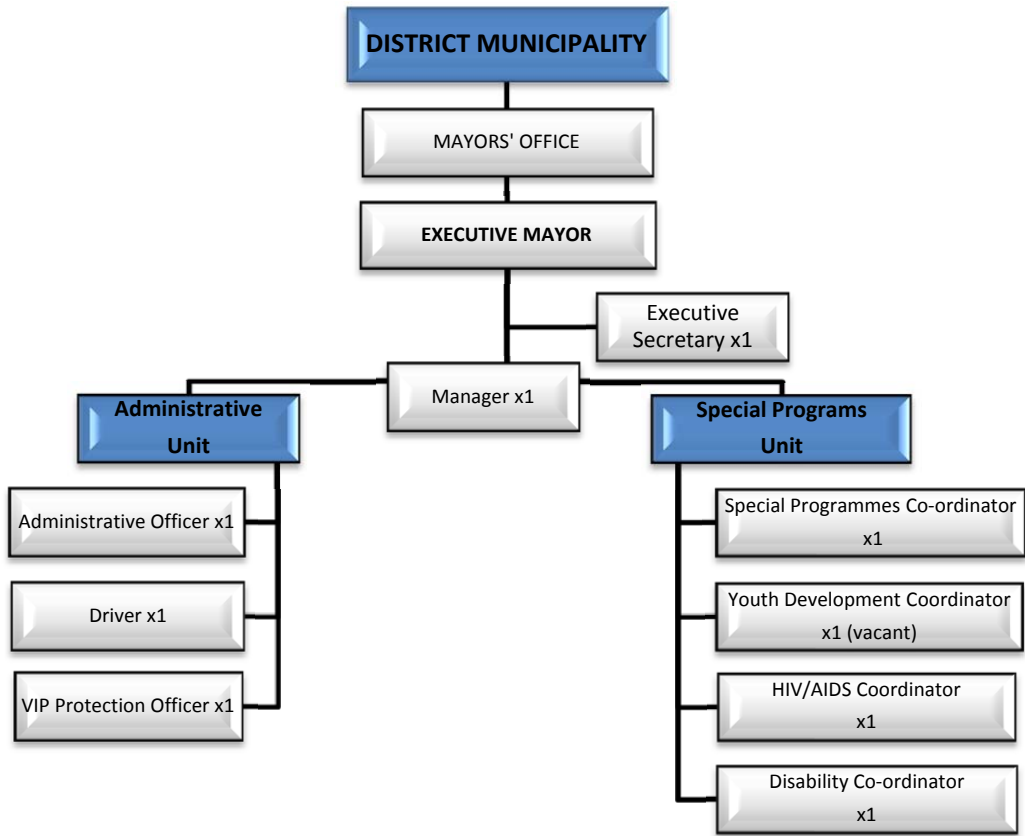 DISTRICT MUNICIPALITY
MAYORS' OFFICE
EXECUTIVE MAYOR
Executive
Secretary x1
Manager x1
Administrative
Unit
Administrative Officer x1
Driver x1
VIP Protection Officer x1
Special Programs
Unit
Special Programmes Co-ordinator
x1
Youth Development Coordinator
x1 (vacant)
HIV/AIDS Coordinator
x1
Disability Co-ordinator
x1